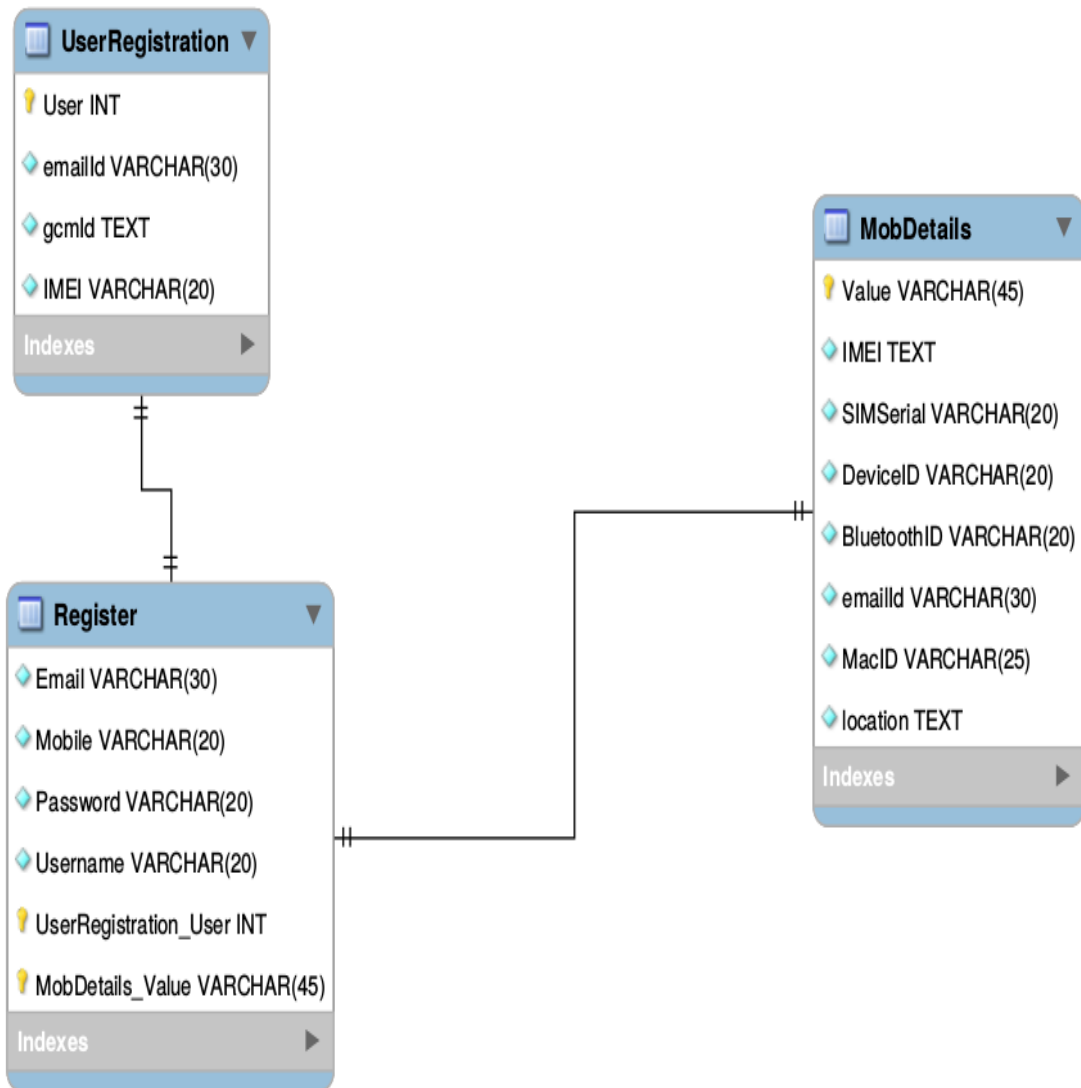 UserRegistration
User INT
emailId VARCHAR(30)
gcmId TEXT
IMEI VARCHAR(20)
Indexes
MobDetails
Value VARCHAR(45)
IMEI TEXT
SIMSerial VARCHAR(20)
DeviceID VARCHAR(20)
BluetoothID VARCHAR(20)
emailId VARCHAR(30)
MacID VARCHAR(25)
location TEXT
Indexes
Register
Email VARCHAR(30)
Mobile VARCHAR(20)
Password VARCHAR(20)
Username VARCHAR(20)
UserRegistration_User INT
MobDetails_Value VARCHAR(45)
Indexes